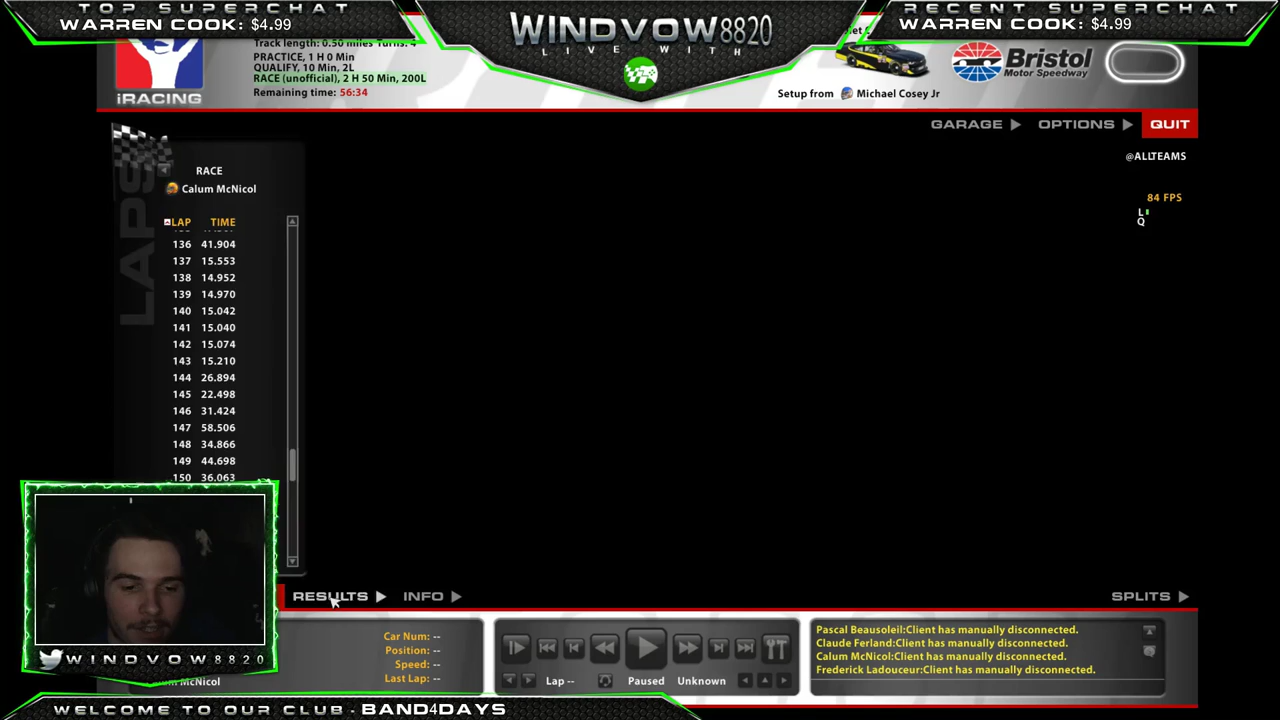 TOP SUPERCHAT
WARREN COOK: $4.99
WINDVOW8820
LIVE WITH
RECENT SUPERCHAT
WARREN COOK: $4.99
iRACING
Track length: 0.50 miles Turns: 4
PRACTICE, 1 H 0 Min
QUALIFY, 10 Min, 2L
RACE (unofficial), 2 H 50 Min, 200L
Remaining time: 56:34
Bristol
Motor Speedway
Setup from Michael Cosey Jr
GARAGE OPTIONS QUIT
@ALLTEAMS
84 FPS
L
Q
LAPS
RACE
Calum McNicol
LAP TIME
136 41.904
137 15.553
138 14.952
139 14.970
140 15.042
141 15.040
142 15.074
143 15.210
144 26.894
145 22.498
146 31.424
147 58.506
148 34.866
149 44.698
150 36.063
RESULTS INFO SPLITS
Car Num: --
Position: --
Speed: --
Last Lap: --
Lap -- Paused Unknown
Pascal Beausoleil:Client has manually disconnected.
Claude Ferland:Client has manually disconnected.
Calum McNicol:Client has manually disconnected.
Frederick Ladouceur:Client has manually disconnected.
WINDVOW8820
McNicol
WELCOME TO OUR CLUB - BAND4DAYS